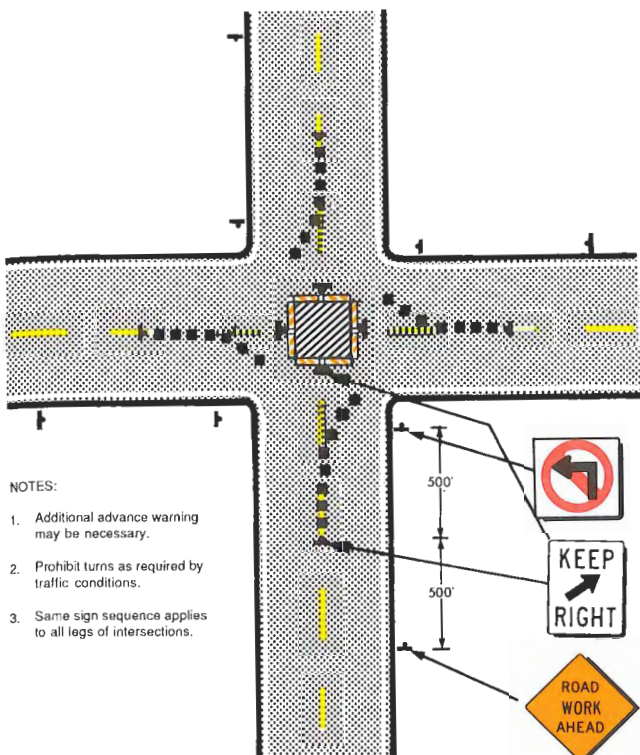 NOTES:
1. Additional advance warning
may be necessary.
2. Prohibit turns as required by
traffic conditions.
3. Same sign sequence applies
to all legs of intersections.
500'
500'
KEEP
RIGHT
ROAD
WORK
AHEAD